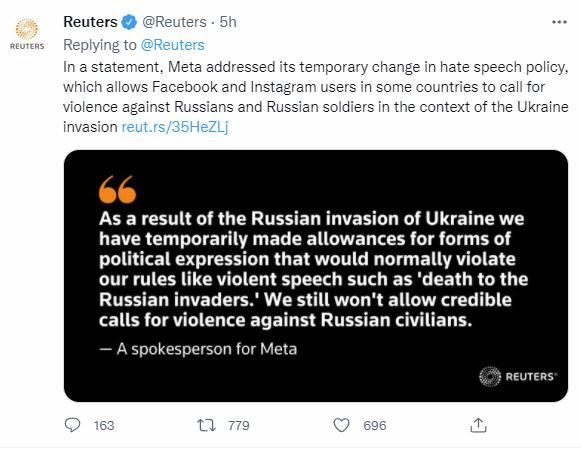 Reuters @Reuters · 5h
REUTERS
Replying to @Reuters
In a statement, Meta addressed its temporary change in hate speech policy,
which allows Facebook and Instagram users in some countries to call for
violence against Russians and Russian soldiers in the context of the Ukraine
invasion reut.rs/35HeZLj
As a result of the Russian invasion of Ukraine we
have temporarily made allowances for forms of
political expression that would normally violate
our rules like violent speech such as 'death to the
Russian invaders.' We still won't allow credible
calls for violence against Russian civilians.
— A spokesperson for Meta
REUTERS
163 779 696